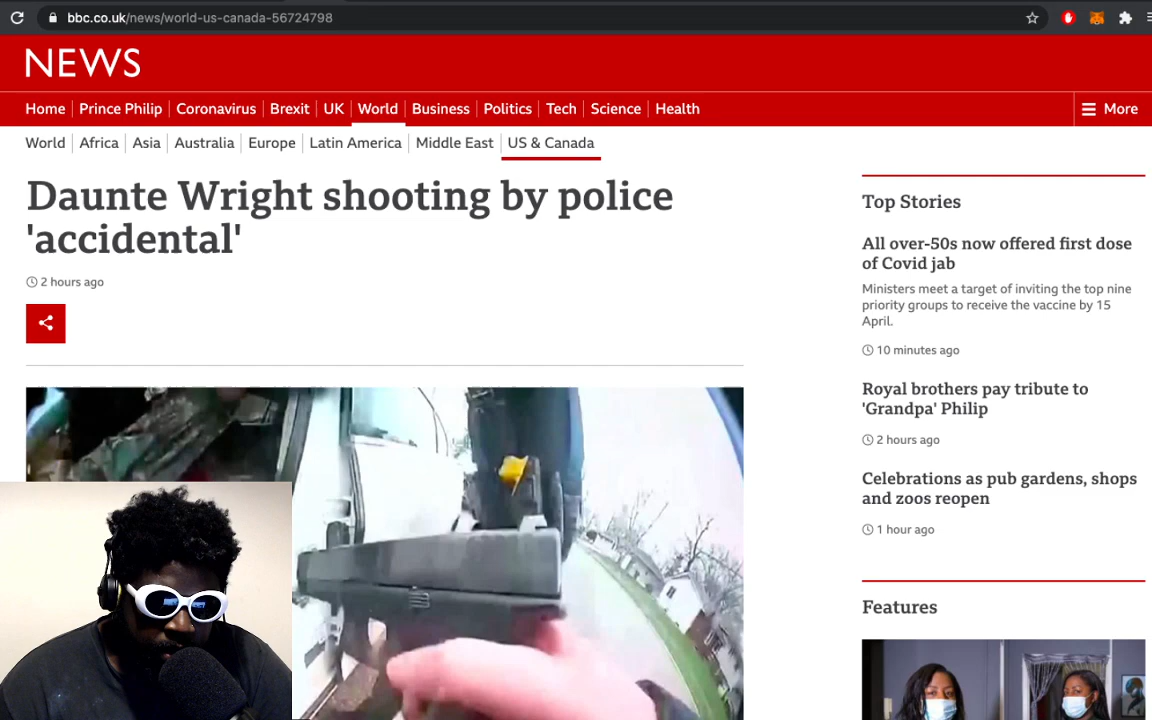 bbc.co.uk/news/world-us-canada-56724798
NEWS
Home Prince Philip Coronavirus Brexit UK World Business Politics Tech Science Health More
World Africa Asia Australia Europe Latin America Middle East US & Canada
Daunte Wright shooting by police
'accidental'
2 hours ago
Top Stories
All over-50s now offered first dose
of Covid jab
Ministers meet a target of inviting the top nine
priority groups to receive the vaccine by 15
April.
10 minutes ago
Royal brothers pay tribute to
'Grandpa' Philip
2 hours ago
Celebrations as pub gardens, shops
and zoos reopen
1 hour ago
Features